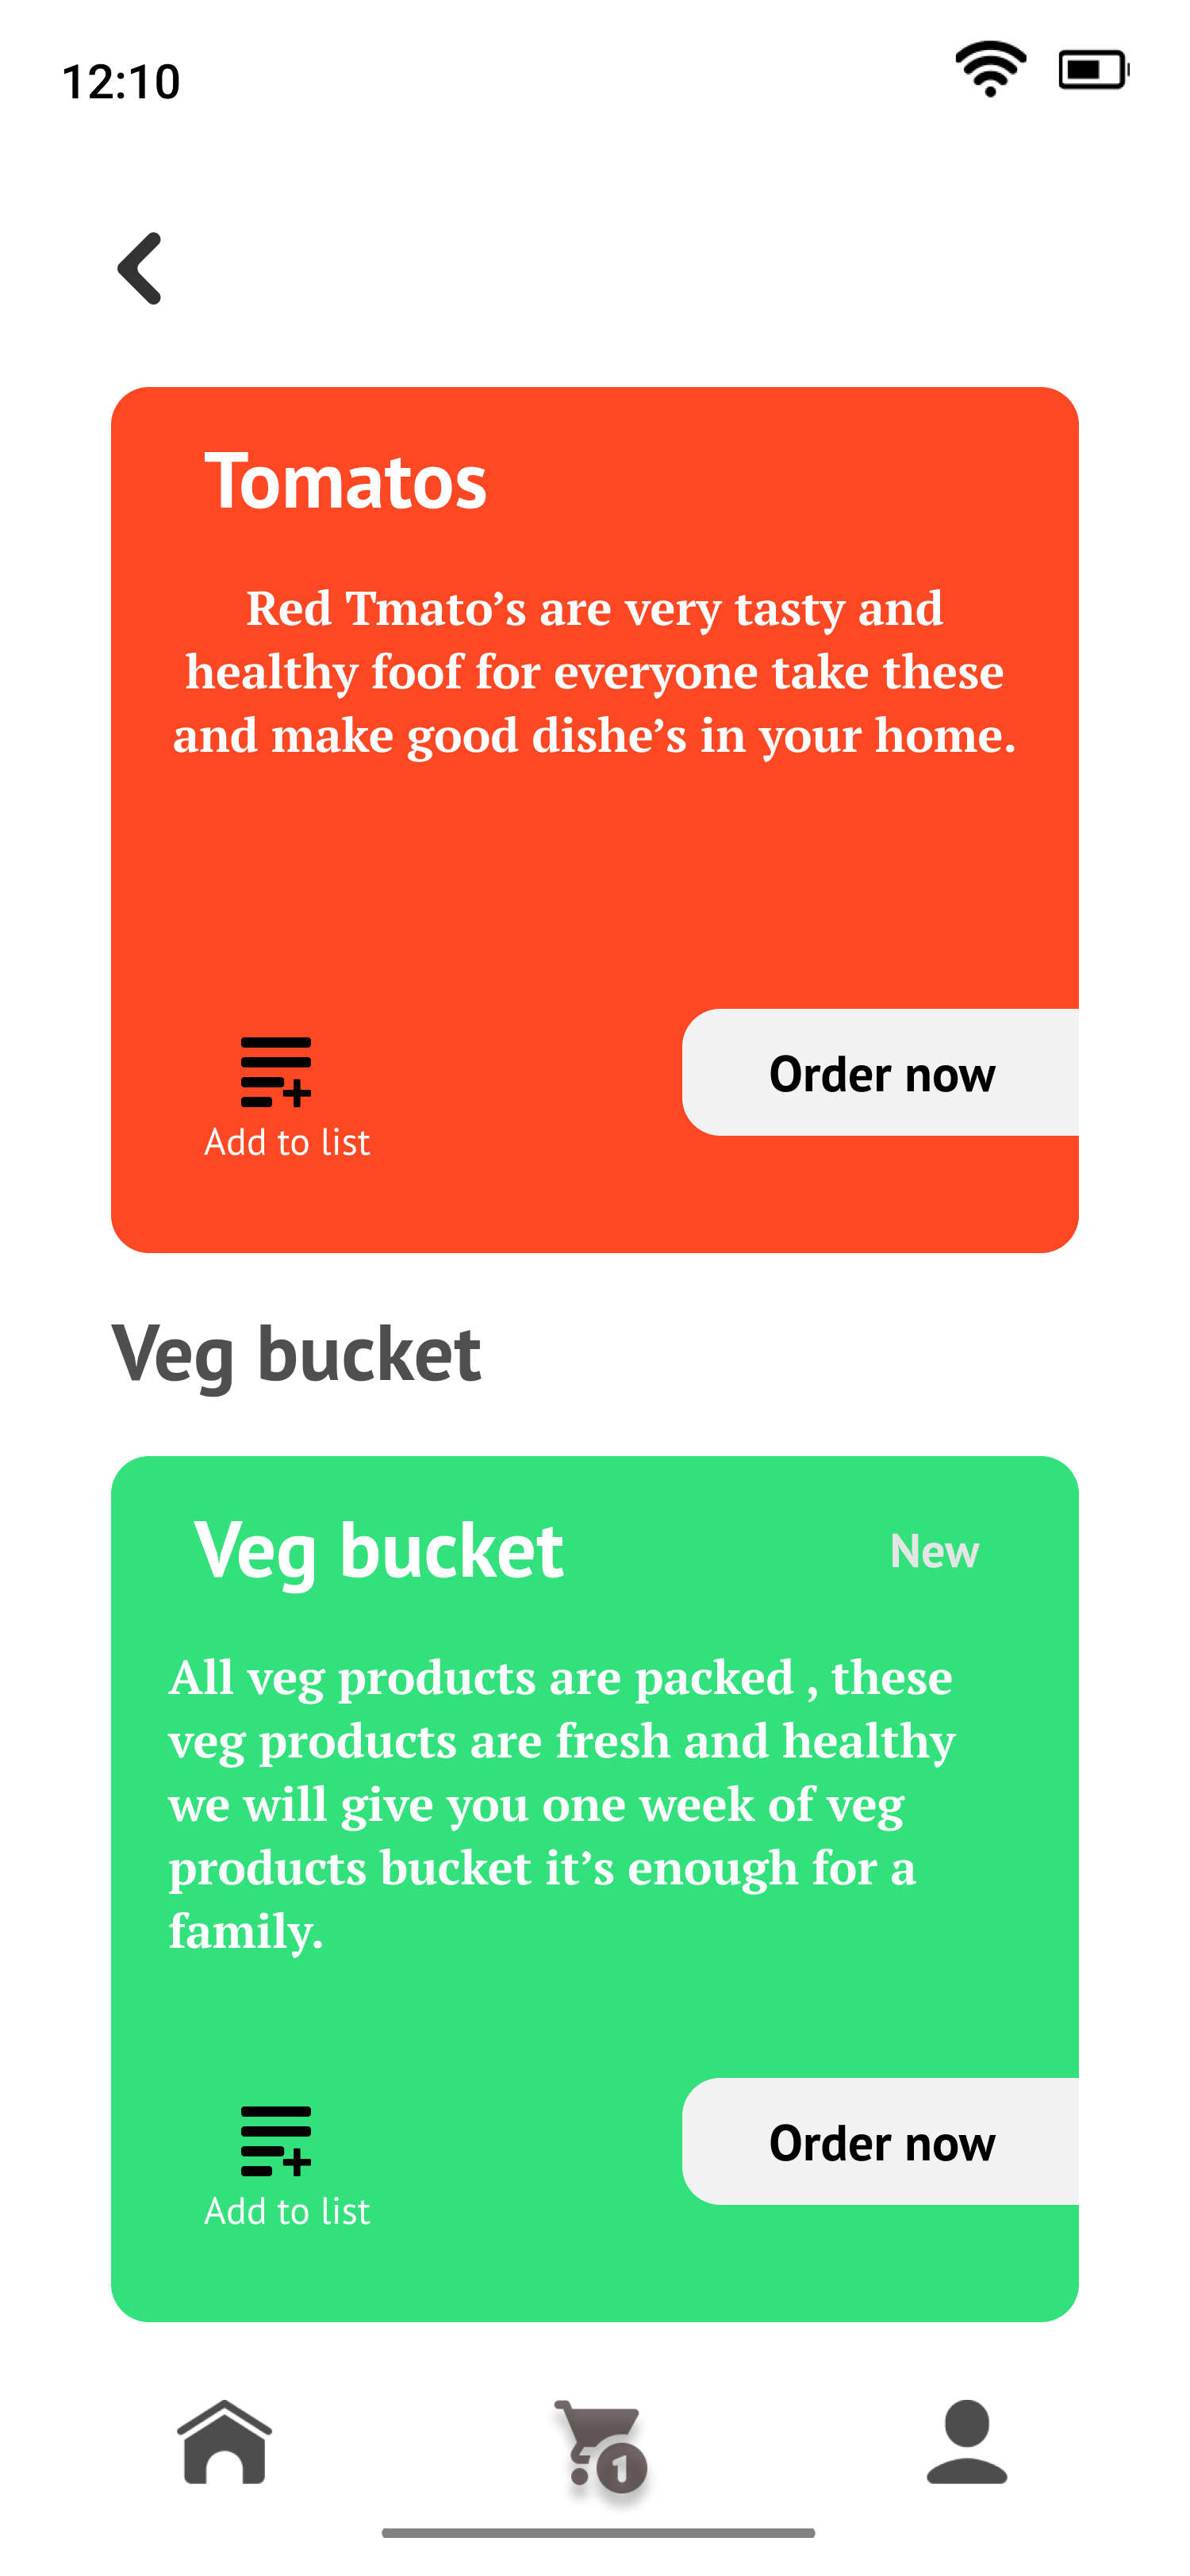 12:10
Tomatos
Red Tmato’s are very tasty and
healthy foof for everyone take these
and make good dishe’s in your home.
Order now
Add to list
Veg bucket
Veg bucket
New
All veg products are packed , these
veg products are fresh and healthy
we will give you one week of veg
products bucket it’s enough for a
family.
Order now
Add to list
1